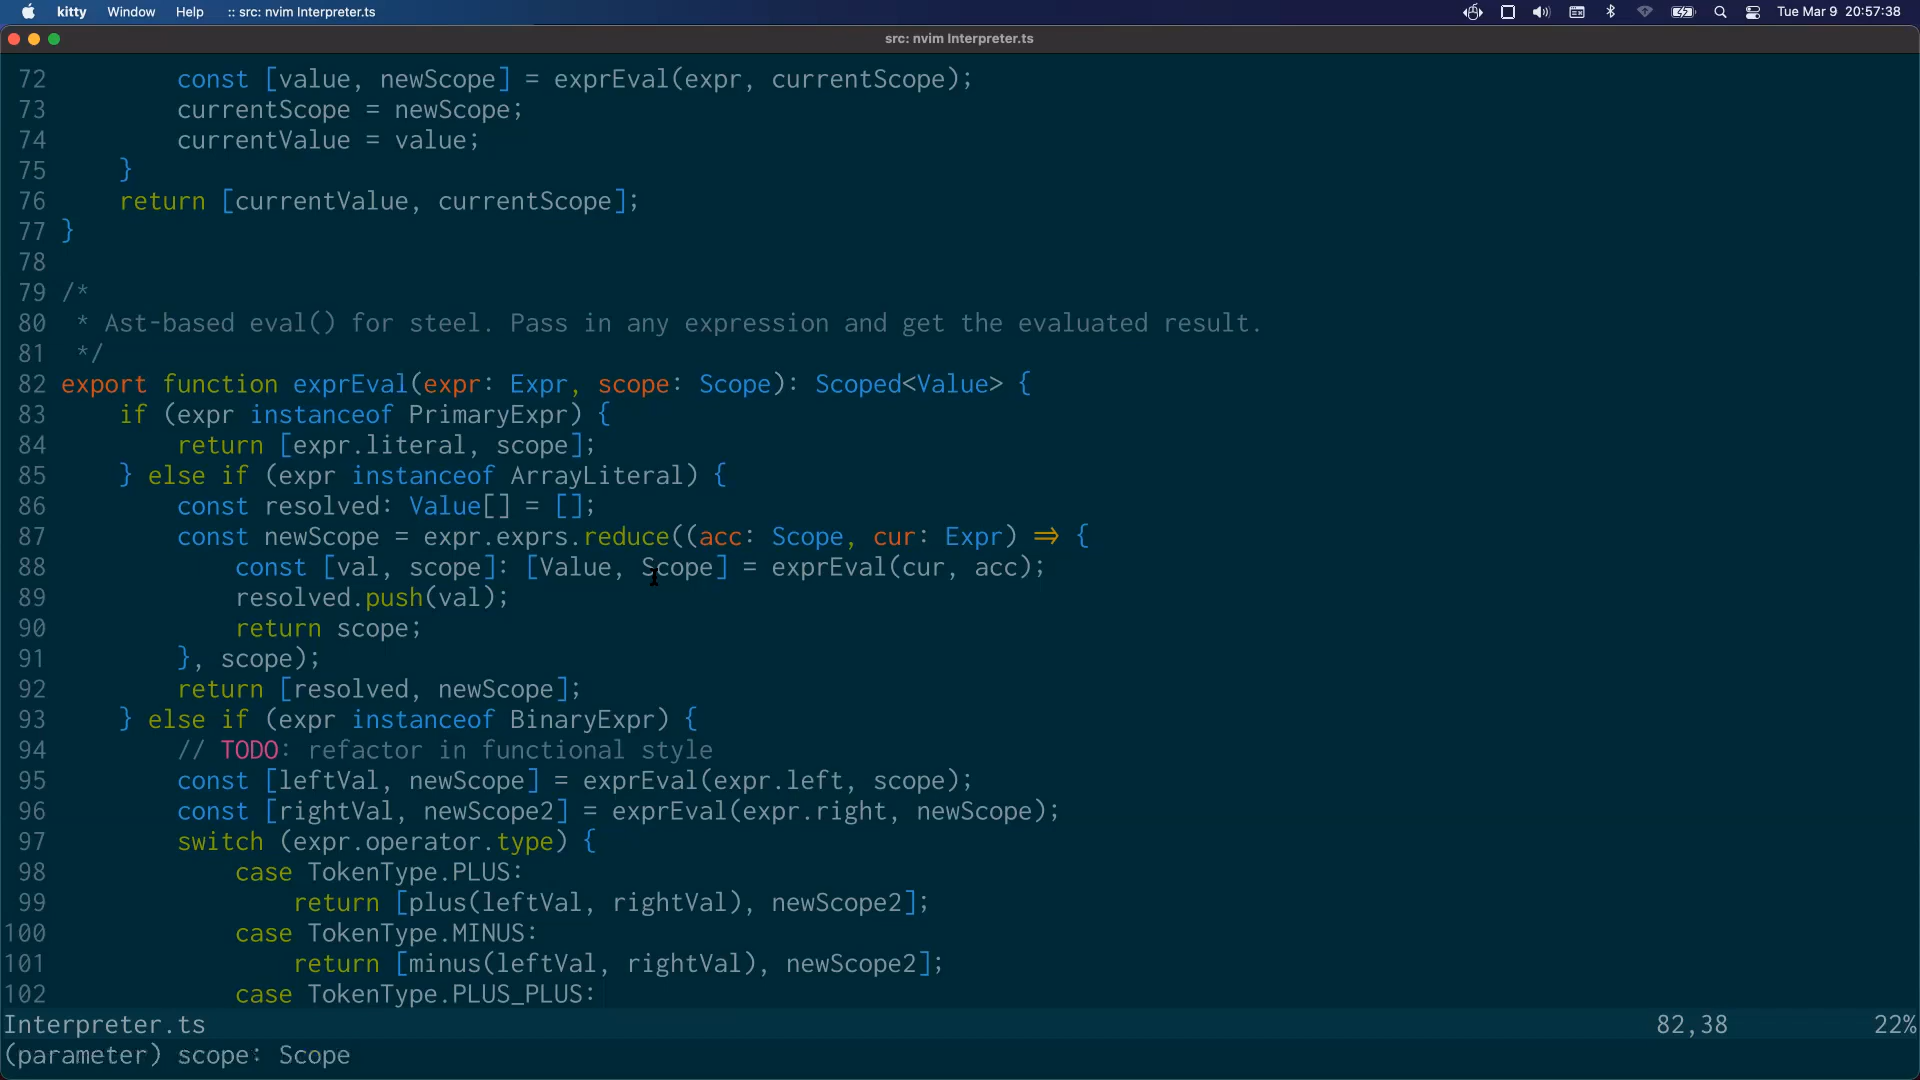 kitty Window Help :: src: nvim Interpreter.ts Tue Mar 9 20:57:38
src: nvim Interpreter.ts
72 const [value, newScope] = exprEval(expr, currentScope);
73 currentScope = newScope;
74 currentValue = value;
75 }
76 return [currentValue, currentScope];
77 }
78
79 /*
80 * Ast-based eval() for steel. Pass in any expression and get the evaluated result.
81 */
82 export function exprEval(expr: Expr, scope: Scope): Scoped<Value> {
83 if (expr instanceof PrimaryExpr) {
84 return [expr.literal, scope];
85 } else if (expr instanceof ArrayLiteral) {
86 const resolved: Value[] = [];
87 const newScope = expr.exprs.reduce((acc: Scope, cur: Expr) => {
88 const [val, scope]: [Value, Scope] = exprEval(cur, acc);
89 resolved.push(val);
90 return scope;
91 }, scope);
92 return [resolved, newScope];
93 } else if (expr instanceof BinaryExpr) {
94 // TODO: refactor in functional style
95 const [leftVal, newScope] = exprEval(expr.left, scope);
96 const [rightVal, newScope2] = exprEval(expr.right, newScope);
97 switch (expr.operator.type) {
98 case TokenType.PLUS:
99 return [plus(leftVal, rightVal), newScope2];
100 case TokenType.MINUS:
101 return [minus(leftVal, rightVal), newScope2];
102 case TokenType.PLUS_PLUS:
Interpreter.ts 82,38 22%
(parameter) scope: Scope